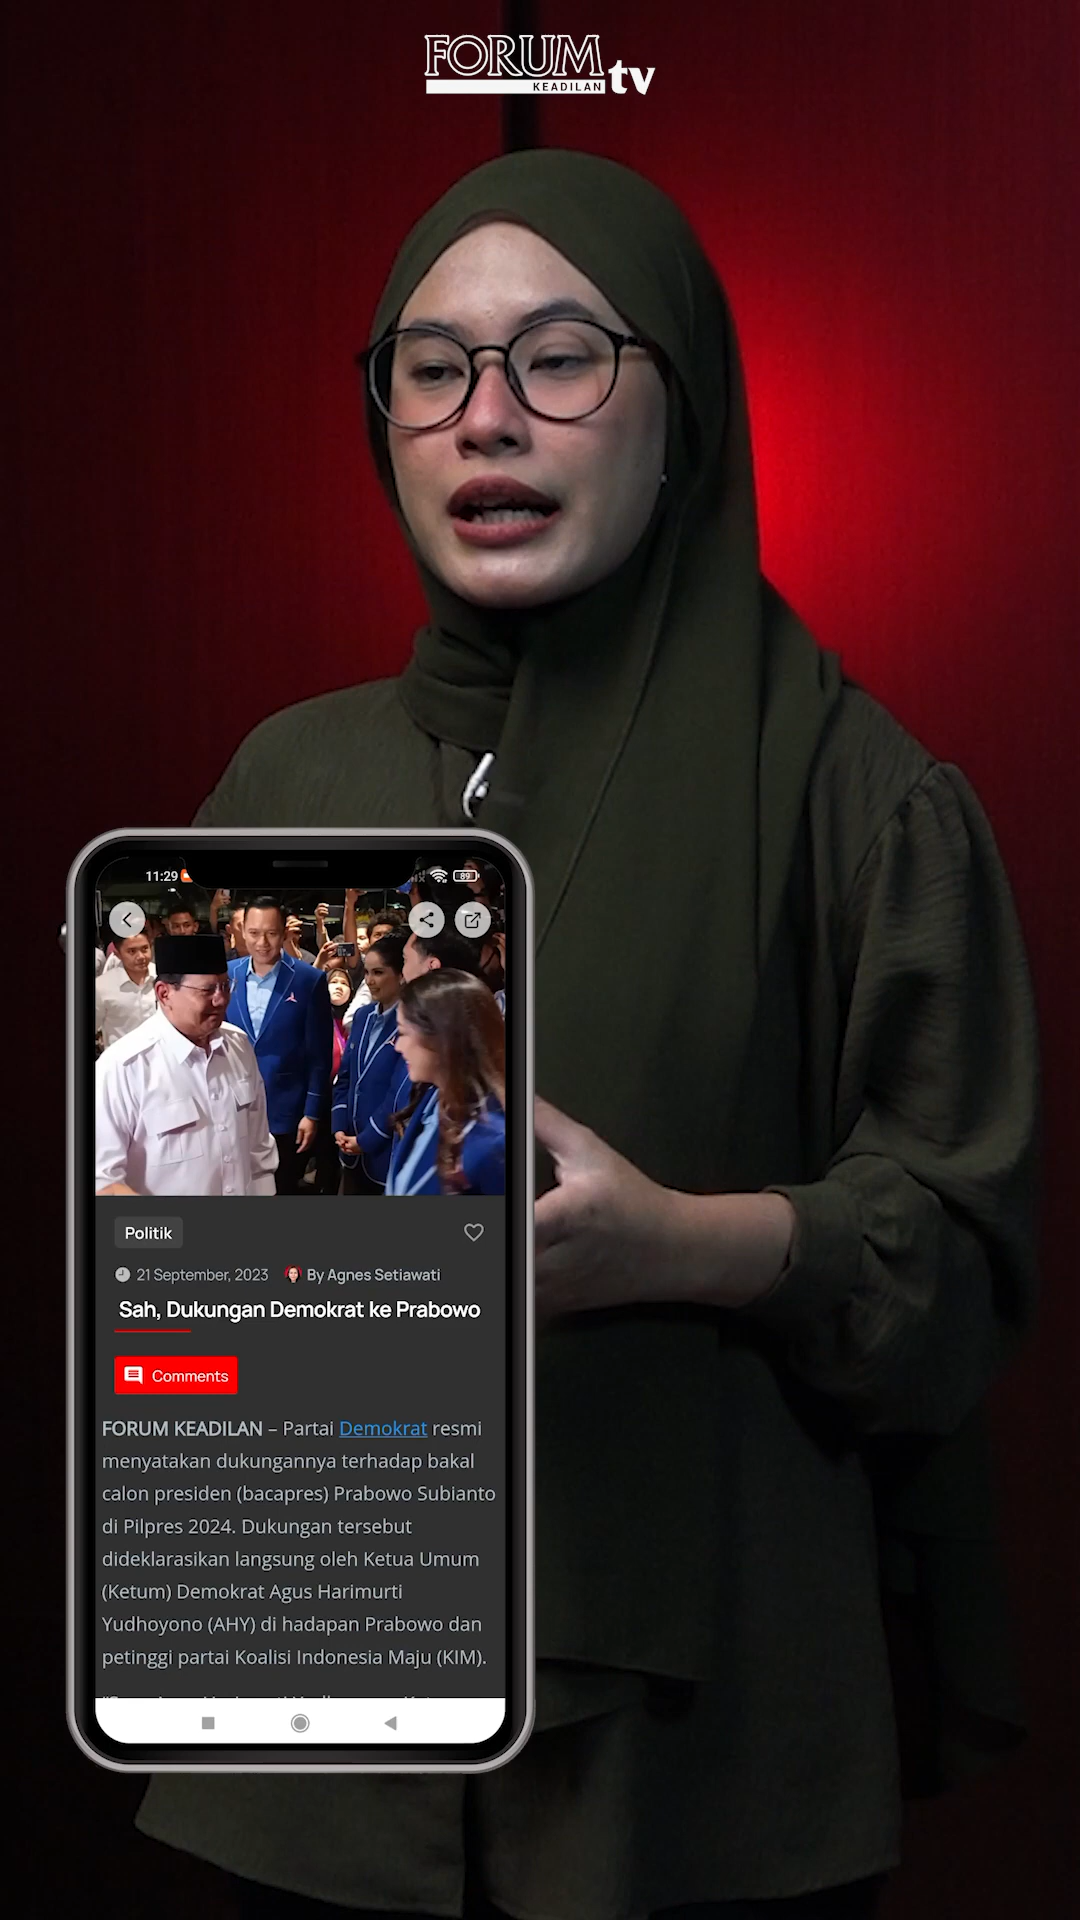 FORUM
KEADILAN tv
11:29
89
Politik
21 September, 2023 By Agnes Setiawati
Sah, Dukungan Demokrat ke Prabowo
Comments
FORUM KEADILAN – Partai Demokrat resmi
menyatakan dukungannya terhadap bakal
calon presiden (bacapres) Prabowo Subianto
di Pilpres 2024. Dukungan tersebut
dideklarasikan langsung oleh Ketua Umum
(Ketum) Demokrat Agus Harimurti
Yudhoyono (AHY) di hadapan Prabowo dan
petinggi partai Koalisi Indonesia Maju (KIM).